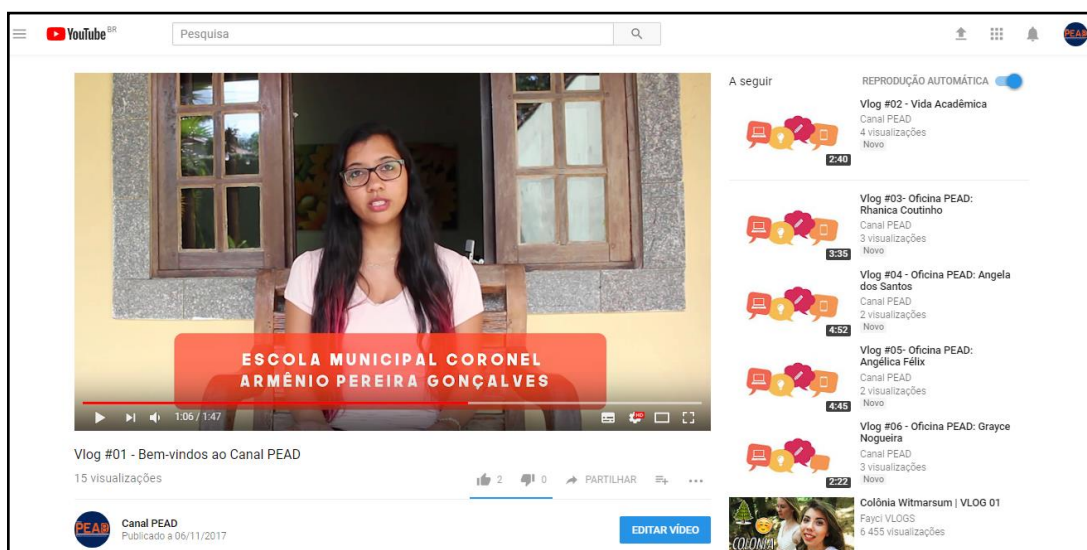 YouTube BR
Pesquisa
PEAD
ESCOLA MUNICIPAL CORONEL
ARMÊNIO PEREIRA GONÇALVES
1:06 / 1:47
HD
Vlog #01 - Bem-vindos ao Canal PEAD
15 visualizações
2
0
PARTILHAR
PEAD
Canal PEAD
Publicado a 06/11/2017
EDITAR VÍDEO
A seguir
REPRODUÇÃO AUTOMÁTICA
2:40
Vlog #02 - Vida Acadêmica
Canal PEAD
4 visualizações
Novo
3:35
Vlog #03- Oficina PEAD:
Rhanica Coutinho
Canal PEAD
3 visualizações
Novo
4:52
Vlog #04 - Oficina PEAD: Angela
dos Santos
Canal PEAD
2 visualizações
Novo
4:45
Vlog #05- Oficina PEAD:
Angélica Félix
Canal PEAD
2 visualizações
Novo
2:22
Vlog #06 - Oficina PEAD: Grayce
Nogueira
Canal PEAD
3 visualizações
Novo
COLONIA
Colônia Witmarsum | VLOG 01
Fayci VLOGS
6 455 visualizações